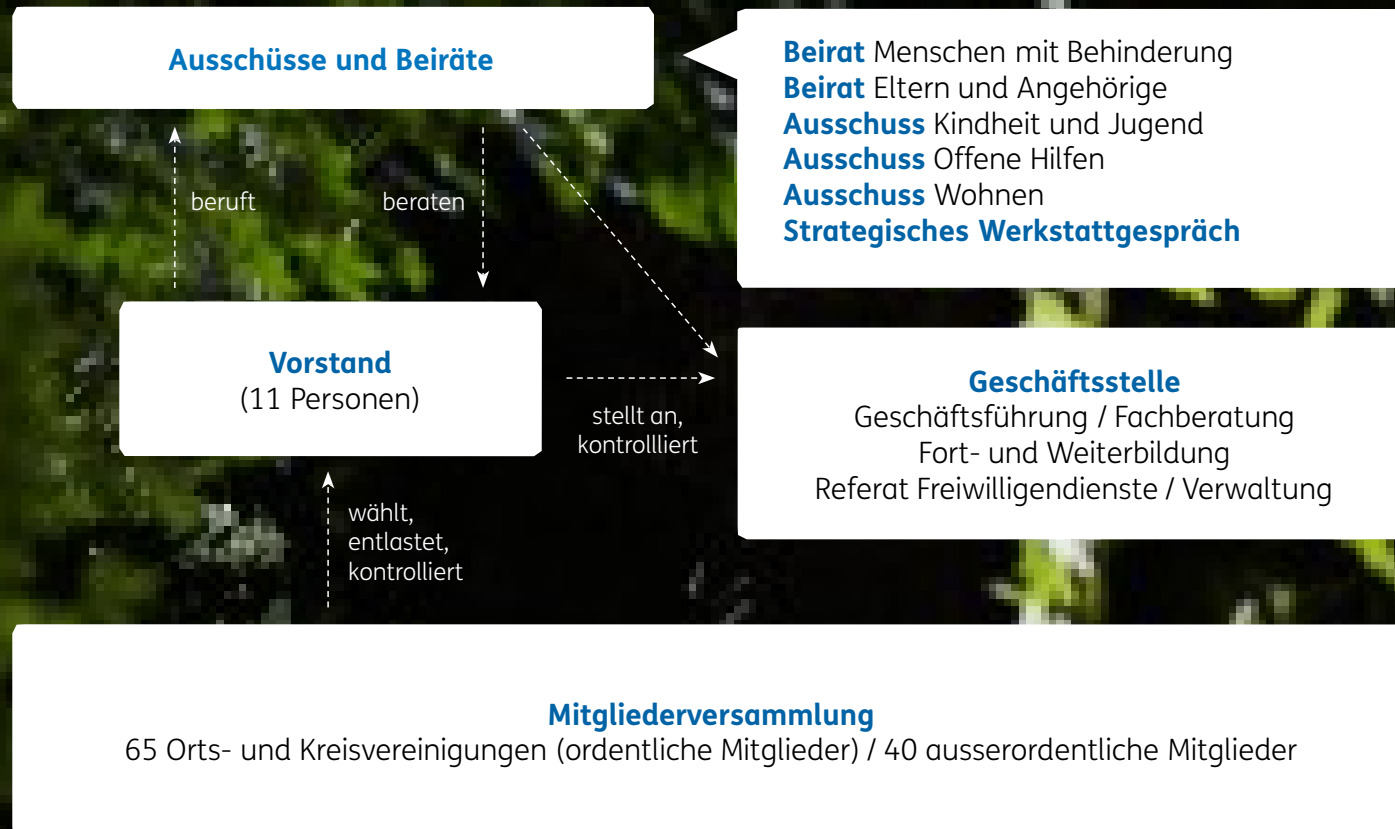 Ausschüsse und Beiräte
Beirat Menschen mit Behinderung
Beirat Eltern und Angehörige
Ausschuss Kindheit und Jugend
Ausschuss Offene Hilfen
Ausschuss Wohnen
Strategisches Werkstattgespräch
beruft
beraten
Vorstand
(11 Personen)
stellt an,
kontrollliert
Geschäftsstelle
Geschäftsführung / Fachberatung
Fort- und Weiterbildung
Referat Freiwilligendienste / Verwaltung
wählt,
entlastet,
kontrolliert
Mitgliederversammlung
65 Orts- und Kreisvereinigungen (ordentliche Mitglieder) / 40 ausserordentliche Mitglieder